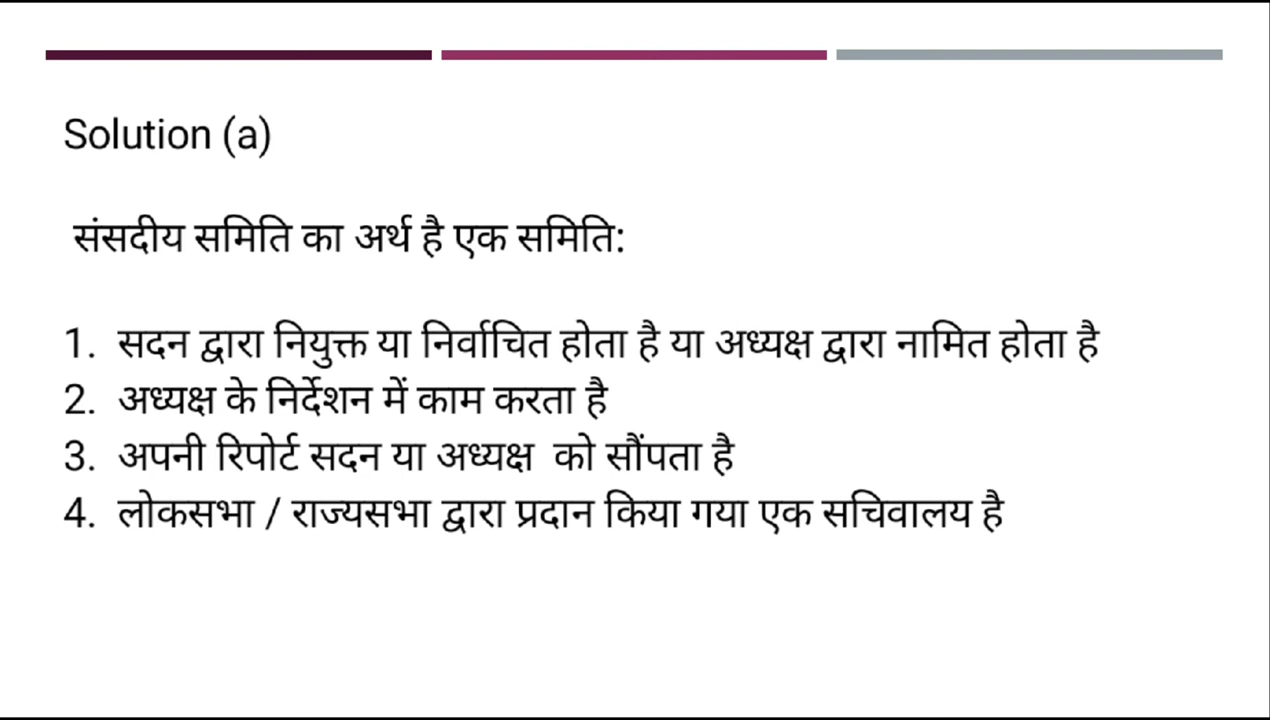 Solution (a)
संसदीय समिति का अर्थ है एक समिति:
1. सदन द्वारा नियुक्त या निर्वाचित होता है या अध्यक्ष द्वारा नामित होता है
2. अध्यक्ष के निर्देशन में काम करता है
3. अपनी रिपोर्ट सदन या अध्यक्ष को सौंपता है
4. लोकसभा / राज्यसभा द्वारा प्रदान किया गया एक सचिवालय है